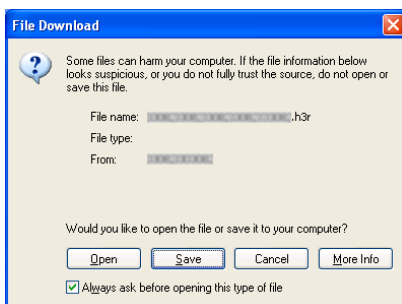 File Download
Some files can harm your computer. If the file information below
looks suspicious, or you do not fully trust the source, do not open or
save this file.
File name: .h3r
File type:
From:
Would you like to open the file or save it to your computer?
Open Save Cancel More Info
Always ask before opening this type of file